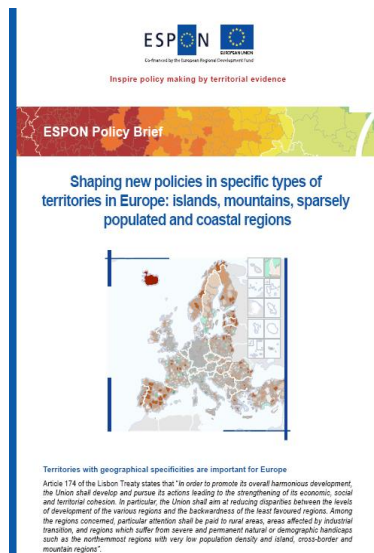 ESPON
EUROPEAN UNION
Co-financed by the European Regional Development Fund
Inspire policy making by territorial evidence
ESPON Policy Brief
Shaping new policies in specific types of
territories in Europe: islands, mountains, sparsely
populated and coastal regions
Territories with geographical specificities are important for Europe
Article 174 of the Lisbon Treaty states that "In order to promote its overall harmonious development,
the Union shall develop and pursue its actions leading to the strengthening of its economic, social
and territorial cohesion. In particular, the Union shall aim at reducing disparities between the levels
of development of the various regions and the backwardness of the least favoured regions. Among
the regions concerned, particular attention shall be paid to rural areas, areas affected by industrial
transition, and regions which suffer from severe and permanent natural or demographic handicaps
such as the northernmost regions with very low population density and island, cross-border and
mountain regions".